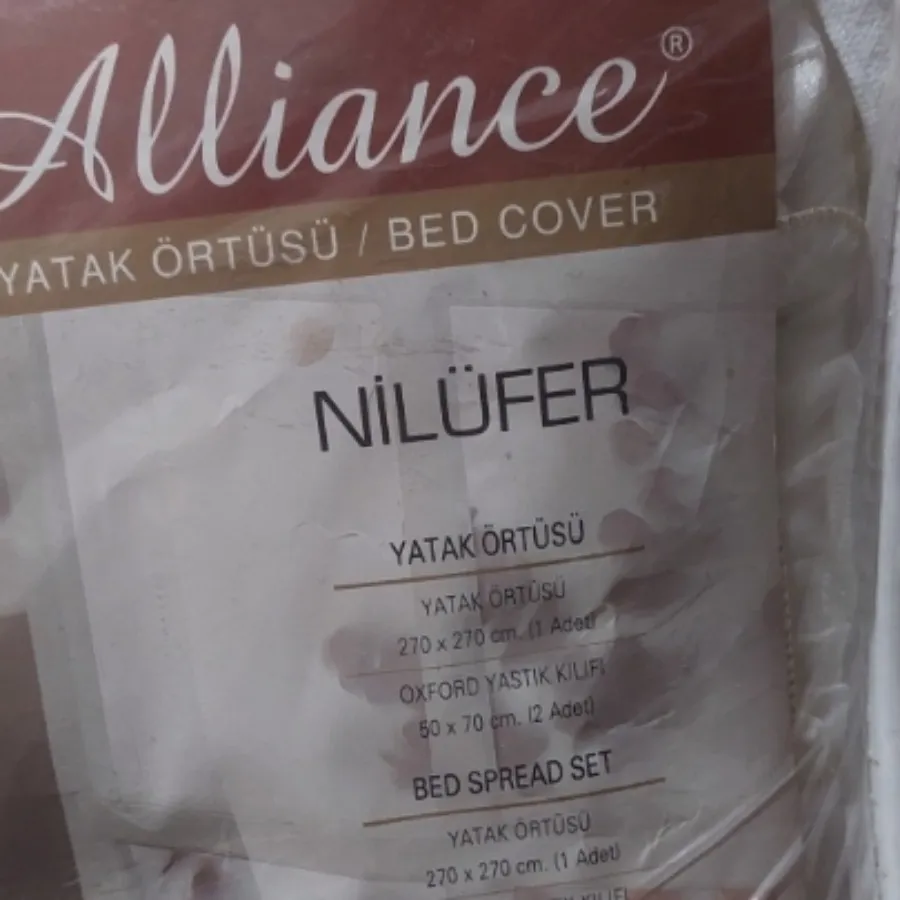 Alliance®
YATAK ÖRTÜSÜ / BED COVER
NİLÜFER
YATAK ÖRTÜSÜ
YATAK ÖRTÜSÜ
270 x 270 cm. (1 Adet)
OXFORD YASTIK KILIFI
50 x 70 cm. (2 Adet)
BED SPREAD SET
YATAK ÖRTÜSÜ
270 x 270 cm. (1 Adet)
KILIFI